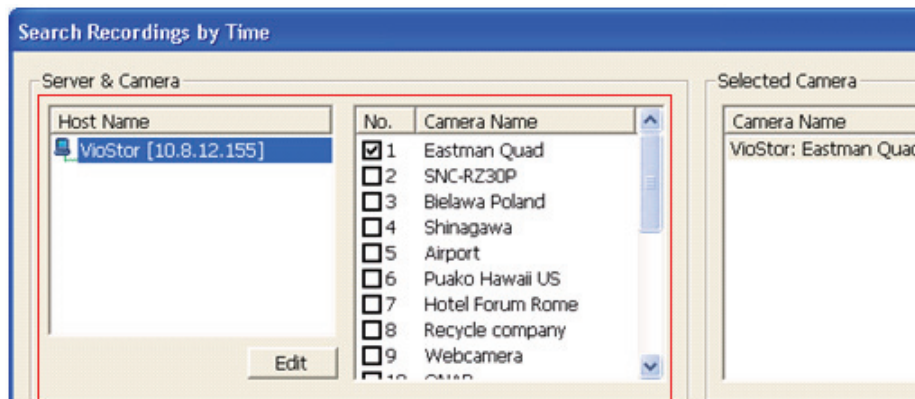 Search Recordings by Time
Server & Camera
Host Name
VioStor [10.8.12.155]
Edit
No. Camera Name
1 Eastman Quad
2 SNC-RZ30P
3 Bielawa Poland
4 Shinagawa
5 Airport
6 Puako Hawaii US
7 Hotel Forum Rome
8 Recycle company
9 Webcamera
Selected Camera
Camera Name
VioStor: Eastman Quad